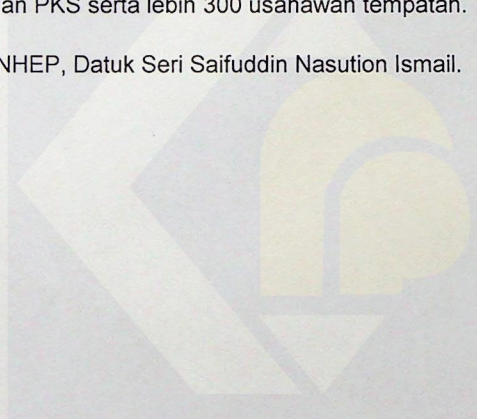 an PKS serta lebih 300 usahawan tempatan.
NHEP, Datuk Seri Saifuddin Nasution Ismail.